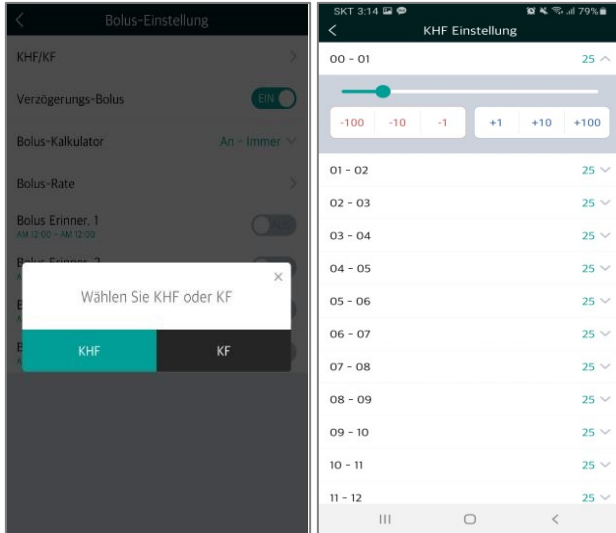 Bolus-Einstellung
KHF/KF
Verzögerungs-Bolus EIN
Bolus-Kalkulator An - Immer
Bolus-Rate
Bolus Erinner. 1
AM 12:00 - AM 12:00
Wählen Sie KHF oder KF
KHF KF
SKT 3:14 79%
KHF Einstellung
00 - 01 25
-100 -10 -1 +1 +10 +100
01 - 02 25
02 - 03 25
03 - 04 25
04 - 05 25
05 - 06 25
06 - 07 25
07 - 08 25
08 - 09 25
09 - 10 25
10 - 11 25
11 - 12 25